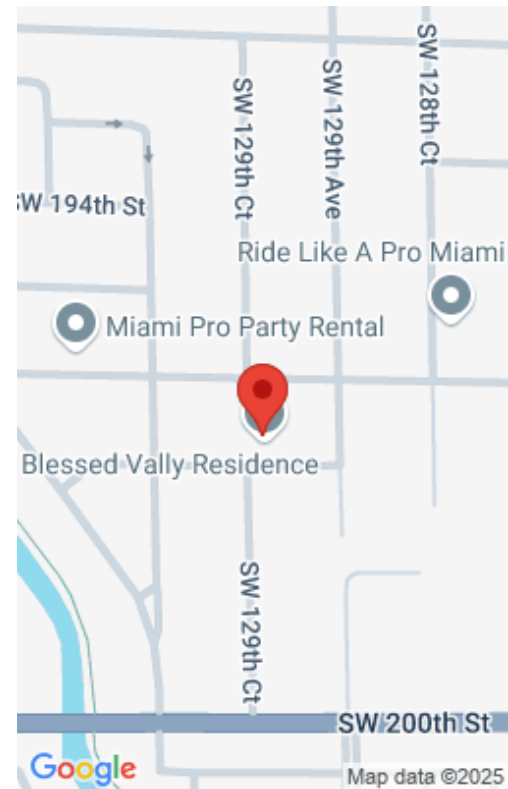 SW 128th Ct
SW 129th Ave
SW 129th Ct
SW 194th St
Ride Like A Pro Miami
Miami Pro Party Rental
Blessed Vally Residence
SW 129th Ct
SW 200th St
Google
Map data ©2025